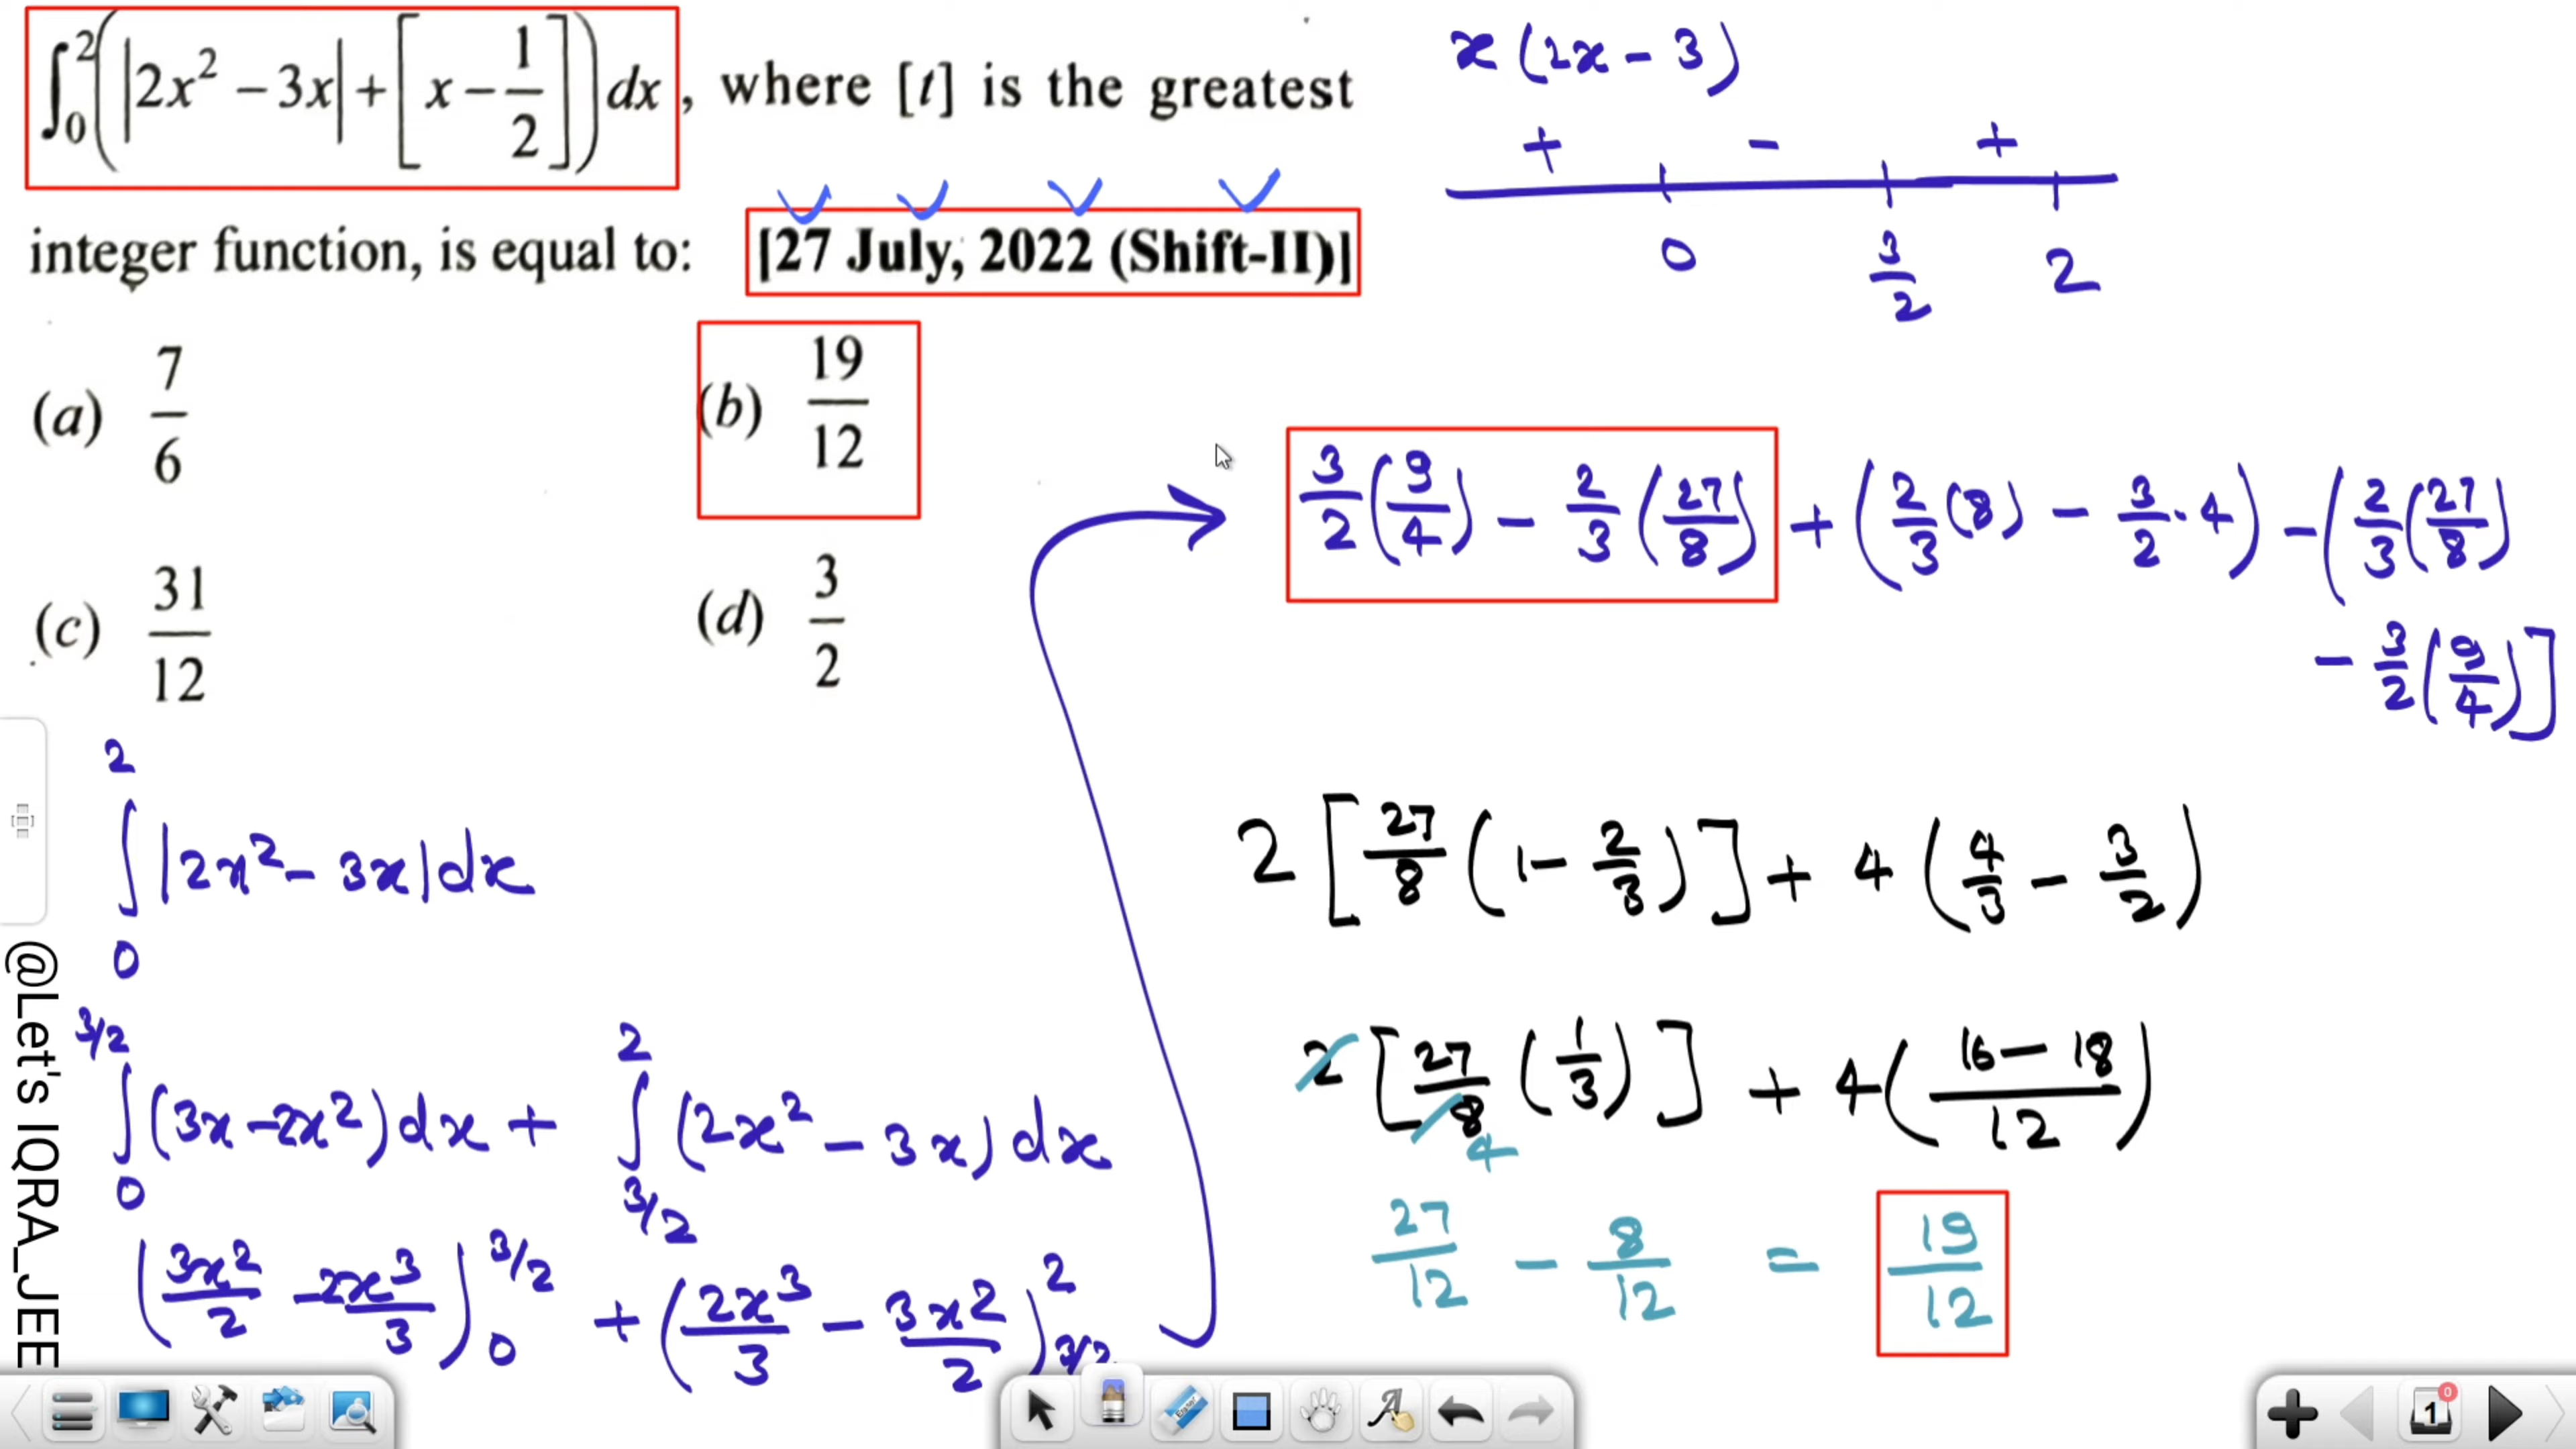 ∫₀² ( |2x² − 3x| + [ x − 1/2 ] ) dx , where [t] is the greatest
integer function, is equal to: [27 July, 2022 (Shift-II)]
(a) 7/6
(b) 19/12
(c) 31/12
(d) 3/2
x (2x − 3)
+ − +
0 3/2 2
∫₀² |2x² − 3x| dx
∫₀^{3/2} (3x − 2x²) dx + ∫_{3/2}² (2x² − 3x) dx
(3x²/2 − 2x³/3)₀^{3/2} + (2x³/3 − 3x²/2)_{3/2}²
3/2 (9/4) − 2/3 (27/8) + (2/3 (8) − 3/2 · 4) − (2/3 (27/8)
− 3/2 (9/4) ]
2 [ 27/8 (1 − 2/3) ] + 4 (4/3 − 3/2)
2 [ 27/8 (1/3) ] + 4 ( (16 − 18)/12 )
4
27/12 − 8/12 = 19/12
@Let's IQRA_JEE
1
0